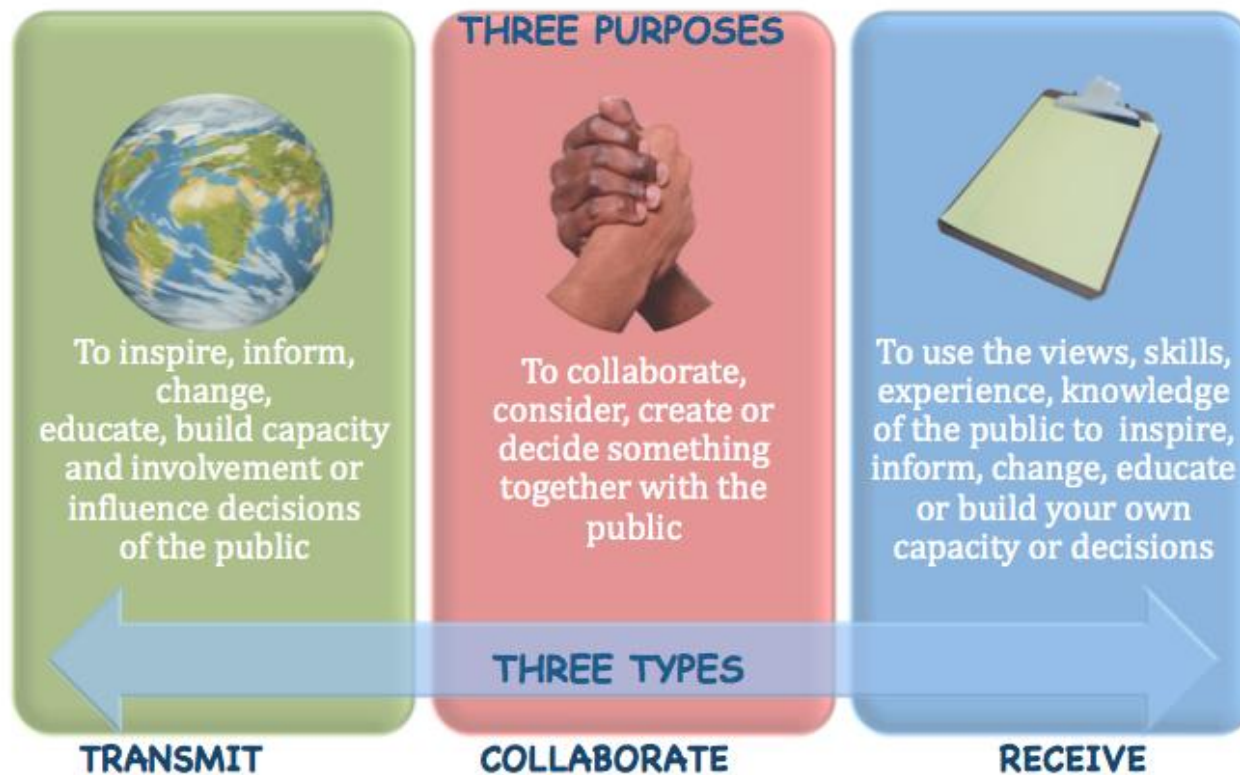 THREE PURPOSES
To inspire, inform,
change,
educate, build capacity
and involvement or
influence decisions
of the public
To collaborate,
consider, create or
decide something
together with the
public
To use the views, skills,
experience, knowledge
of the public to inspire,
inform, change, educate
or build your own
capacity or decisions
THREE TYPES
TRANSMIT
COLLABORATE
RECEIVE